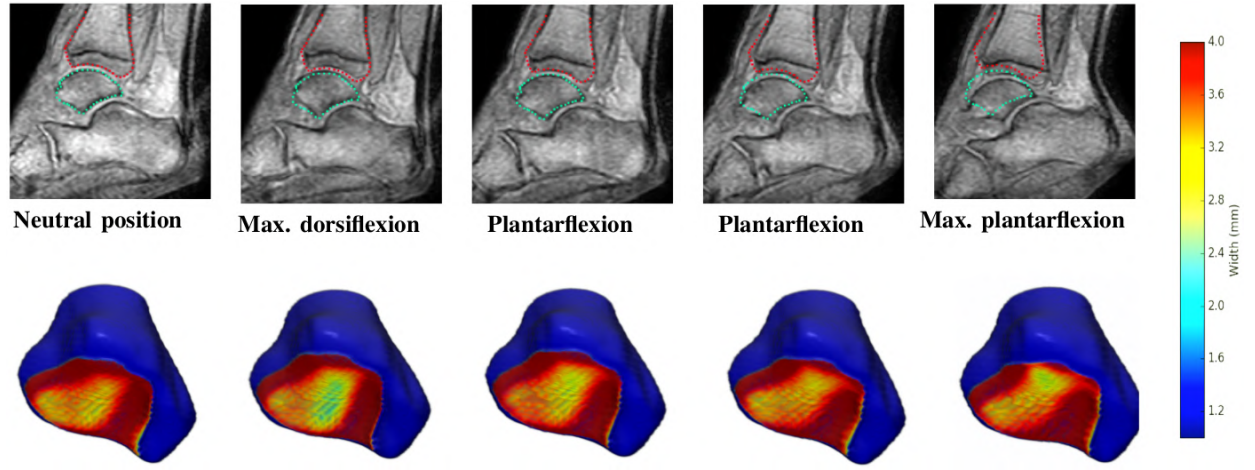 Neutral position
Max. dorsiflexion
Plantarflexion
Plantarflexion
Max. plantarflexion
4.0
3.6
3.2
2.8
2.4
2.0
1.6
1.2
Width (mm)